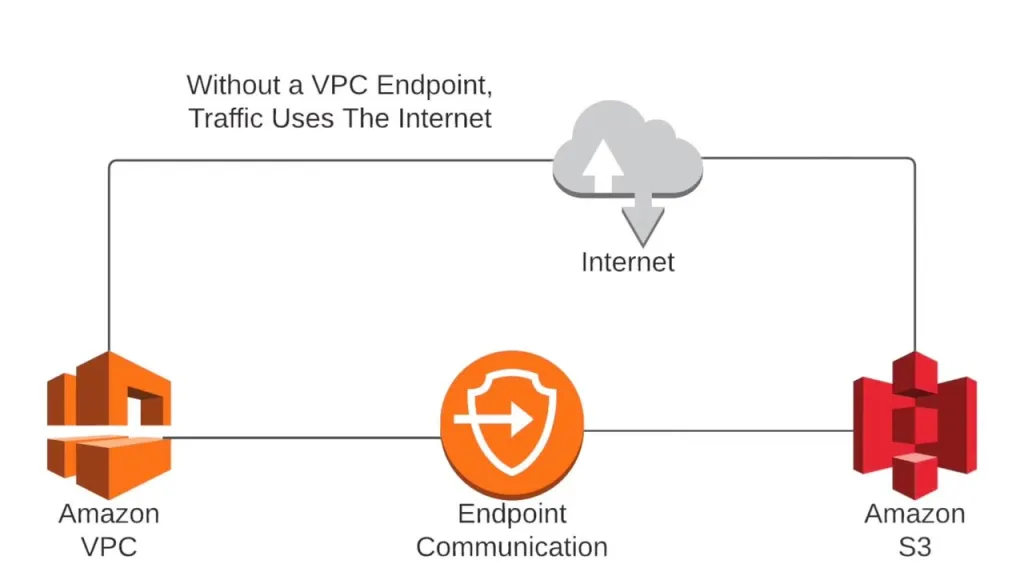 Without a VPC Endpoint,
Traffic Uses The Internet
Internet
Amazon
VPC
Endpoint
Communication
Amazon
S3